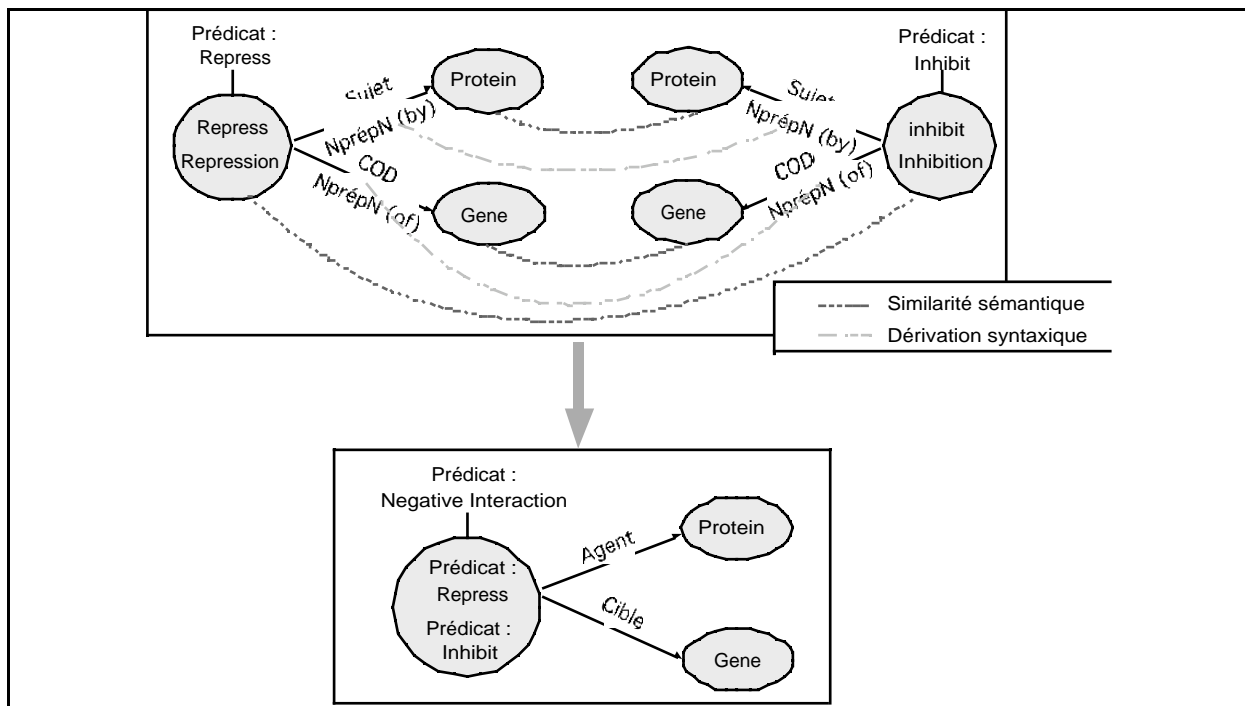 Prédicat :
Repress
Prédicat :
Inhibit
Sujet
Protein
Protein
Sujet
NprépN (by)
NprépN (by)
Repress
Repression
inhibit
Inhibition
COD
COD
NprépN (of)
NprépN (of)
Gene
Gene
Similarité sémantique
Dérivation syntaxique
Prédicat :
Negative Interaction
Agent
Protein
Prédicat :
Repress
Prédicat :
Inhibit
Cible
Gene